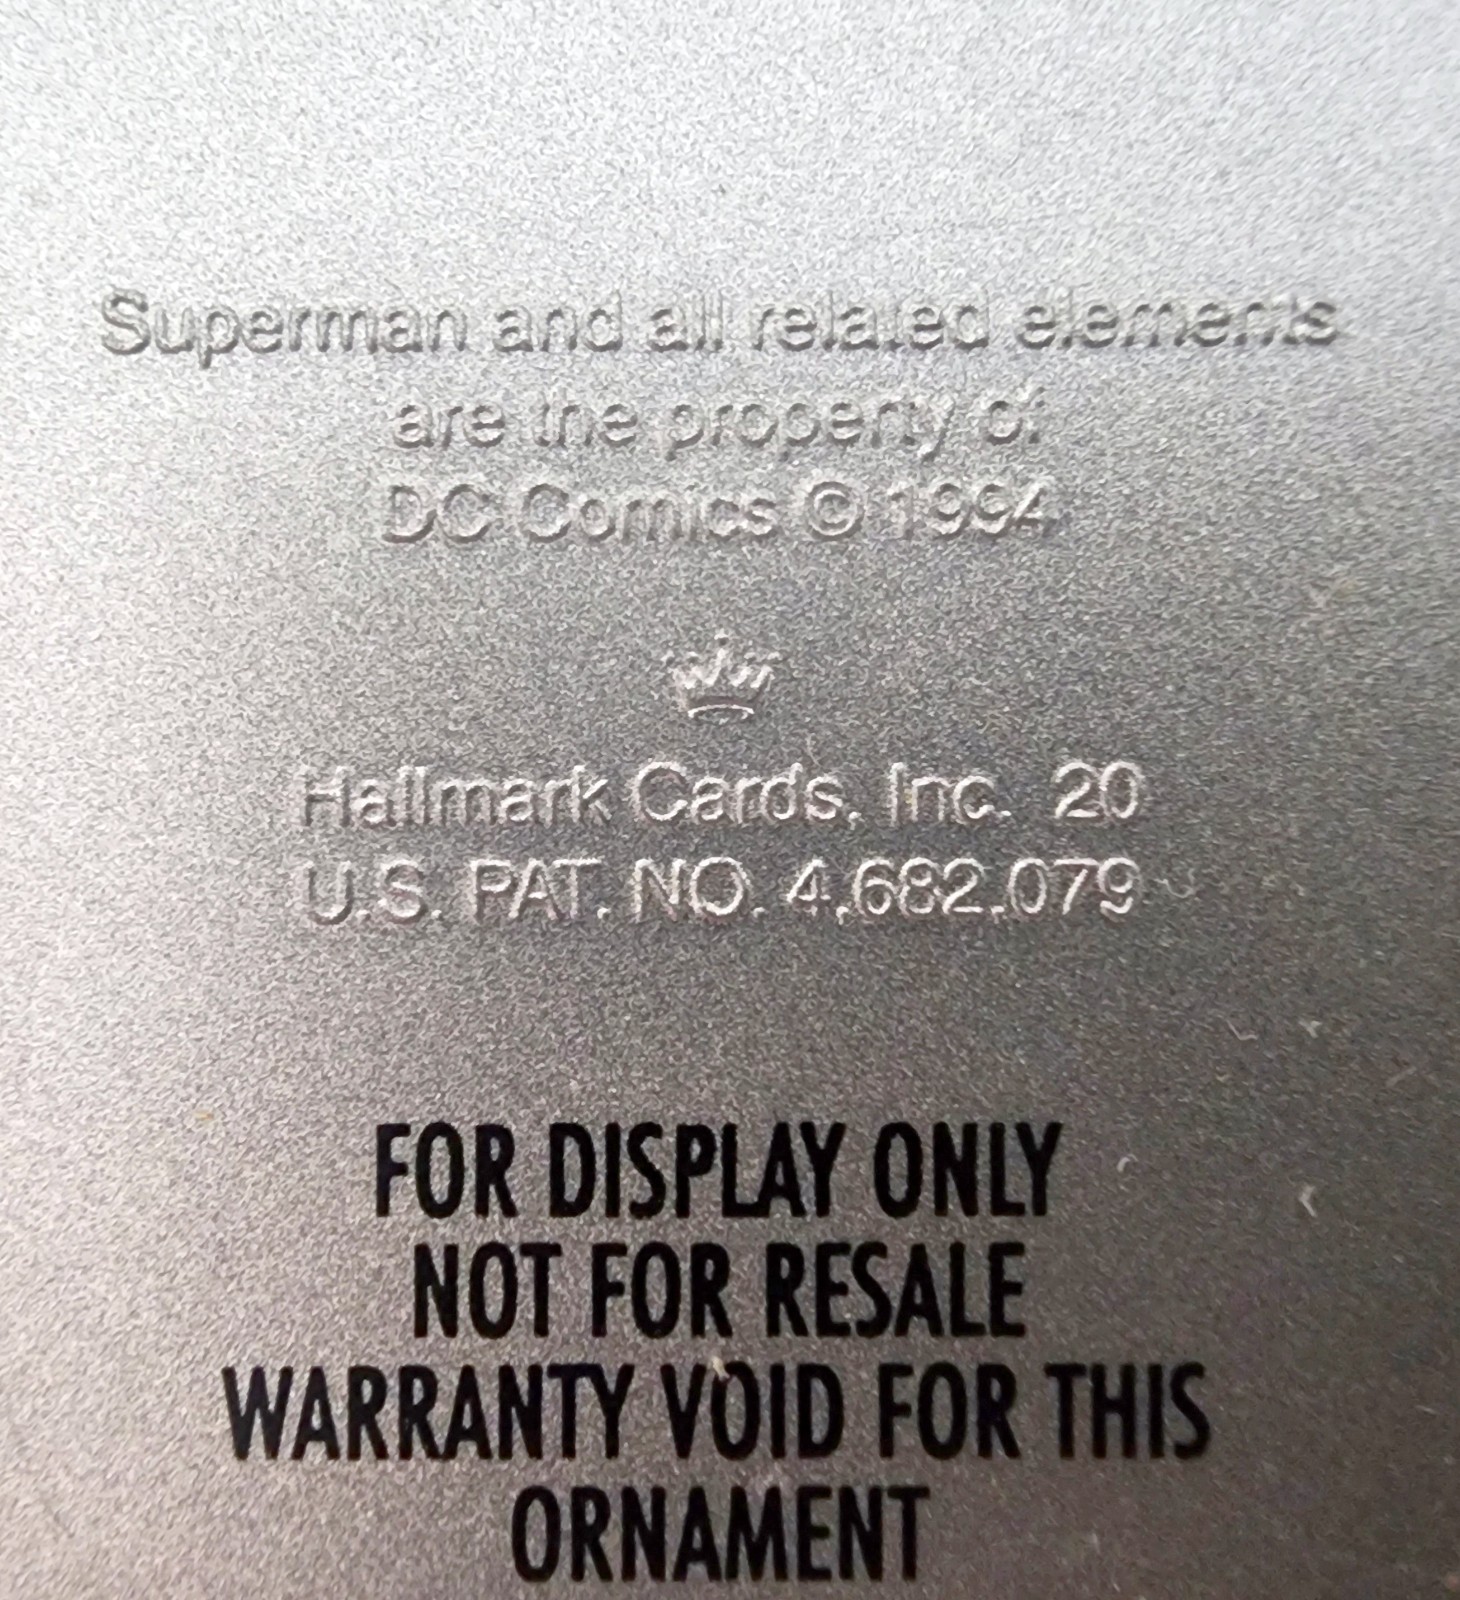 Superman and all related elements
are the property of
DC Comics © 1994
Hallmark Cards, Inc. 20
U.S. PAT. NO. 4,682,079
FOR DISPLAY ONLY
NOT FOR RESALE
WARRANTY VOID FOR THIS
ORNAMENT